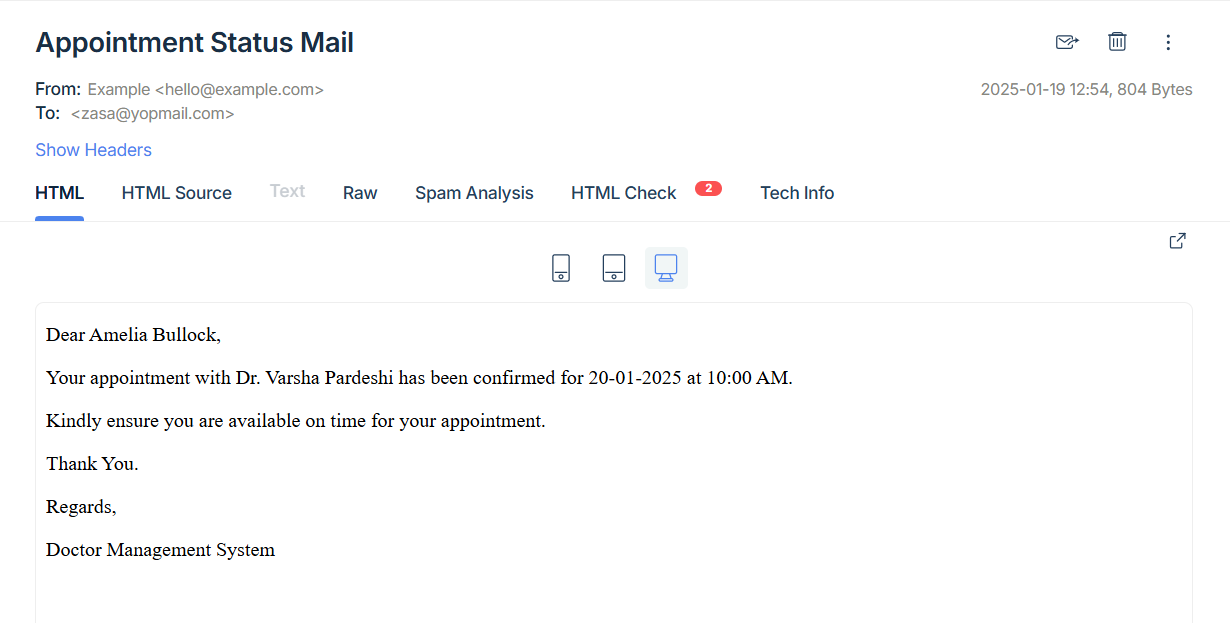 Appointment Status Mail
From: Example <hello@example.com>
2025-01-19 12:54, 804 Bytes
To: <zasa@yopmail.com>
Show Headers
HTML HTML Source Text Raw Spam Analysis HTML Check 2 Tech Info
Dear Amelia Bullock,
Your appointment with Dr. Varsha Pardeshi has been confirmed for 20-01-2025 at 10:00 AM.
Kindly ensure you are available on time for your appointment.
Thank You.
Regards,
Doctor Management System